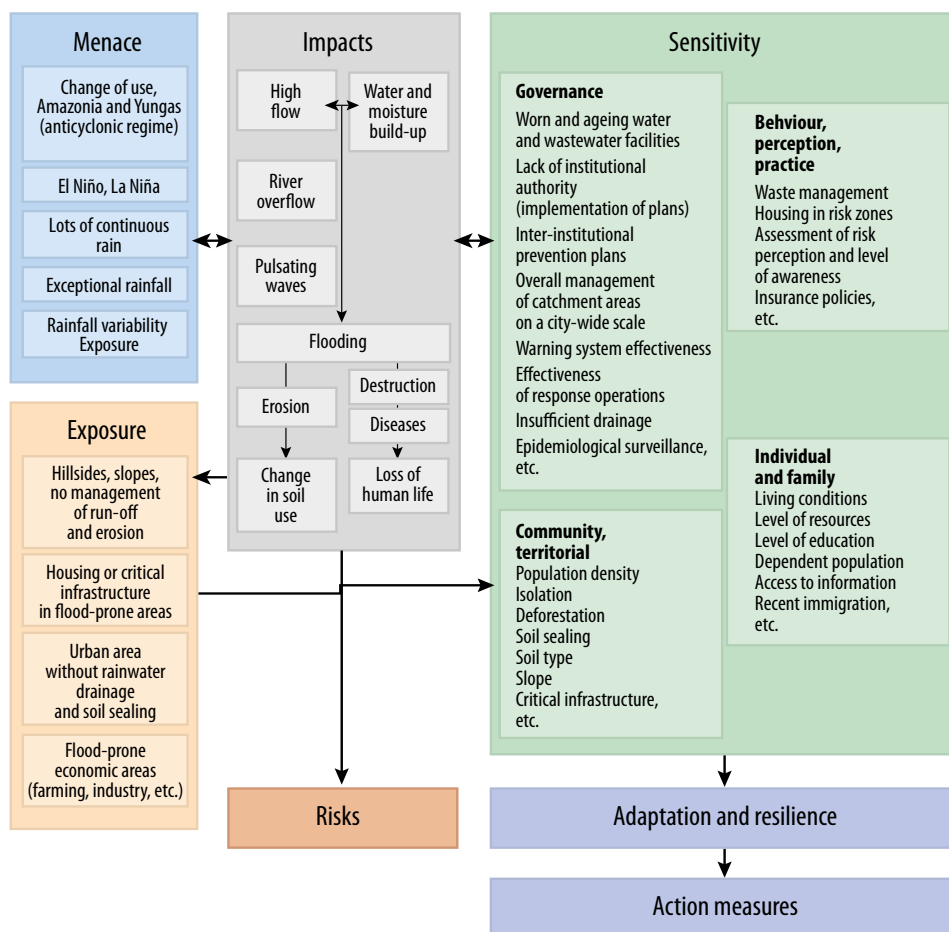 Menace
Change of use,
Amazonia and Yungas
(anticyclonic regime)
El Niño, La Niña
Lots of continuous
rain
Exceptional rainfall
Rainfall variability
Exposure
Exposure
Hillsides, slopes,
no management
of run-off
and erosion
Housing or critical
infrastructure
in flood-prone areas
Urban area
without rainwater
drainage
and soil sealing
Flood-prone
economic areas
(farming, industry, etc.)
Impacts
High
flow
Water and
moisture
build-up
River
overflow
Pulsating
waves
Flooding
Erosion
Destruction
Diseases
Change
in soil
use
Loss of
human life
Risks
Sensitivity
Governance
Worn and ageing water
and wastewater facilities
Lack of institutional
authority
(implementation of plans)
Inter-institutional
prevention plans
Overall management
of catchment areas
on a city-wide scale
Warning system effectiveness
Effectiveness
of response operations
Insufficient drainage
Epidemiological surveillance,
etc.
Behviour,
perception,
practice
Waste management
Housing in risk zones
Assessment of risk
perception and level
of awareness
Insurance policies,
etc.
Community,
territorial
Population density
Isolation
Deforestation
Soil sealing
Soil type
Slope
Critical infrastructure,
etc.
Individual
and family
Living conditions
Level of resources
Level of education
Dependent population
Access to information
Recent immigration,
etc.
Adaptation and resilience
Action measures